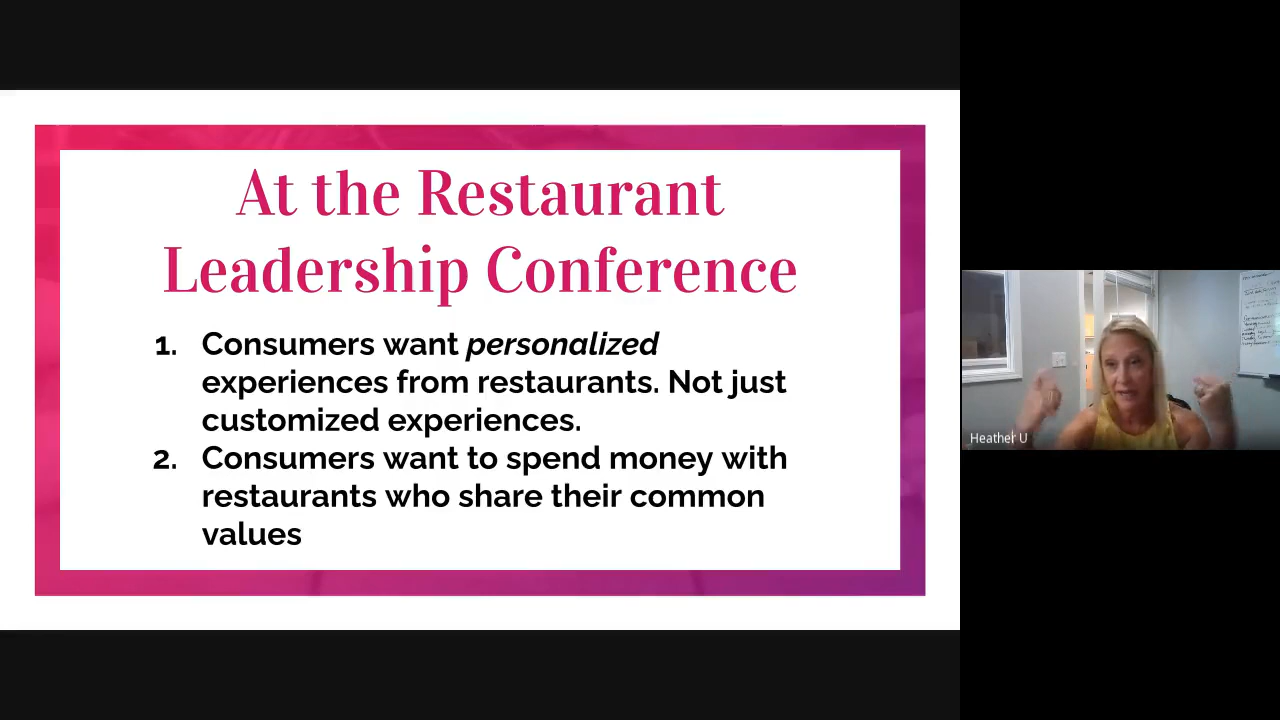 At the Restaurant
Leadership Conference
1. Consumers want personalized
experiences from restaurants. Not just
customized experiences.
2. Consumers want to spend money with
restaurants who share their common
values
Heather U